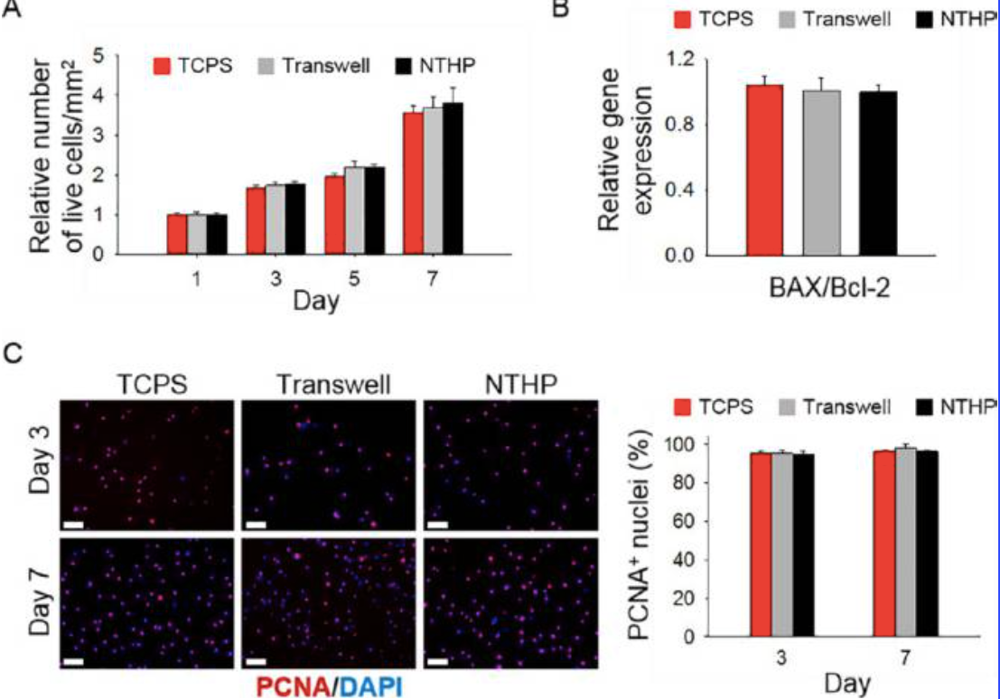 A
TCPS Transwell NTHP
Relative number
of live cells/mm²
5
4
3
2
1
0
1 3 5 7
Day
B
TCPS Transwell NTHP
Relative gene
expression
1.2
0.8
0.4
0.0
BAX/Bcl-2
C
TCPS Transwell NTHP
Day 3
Day 7
PCNA/DAPI
TCPS Transwell NTHP
PCNA⁺ nuclei (%)
100
80
60
40
20
0
3 7
Day